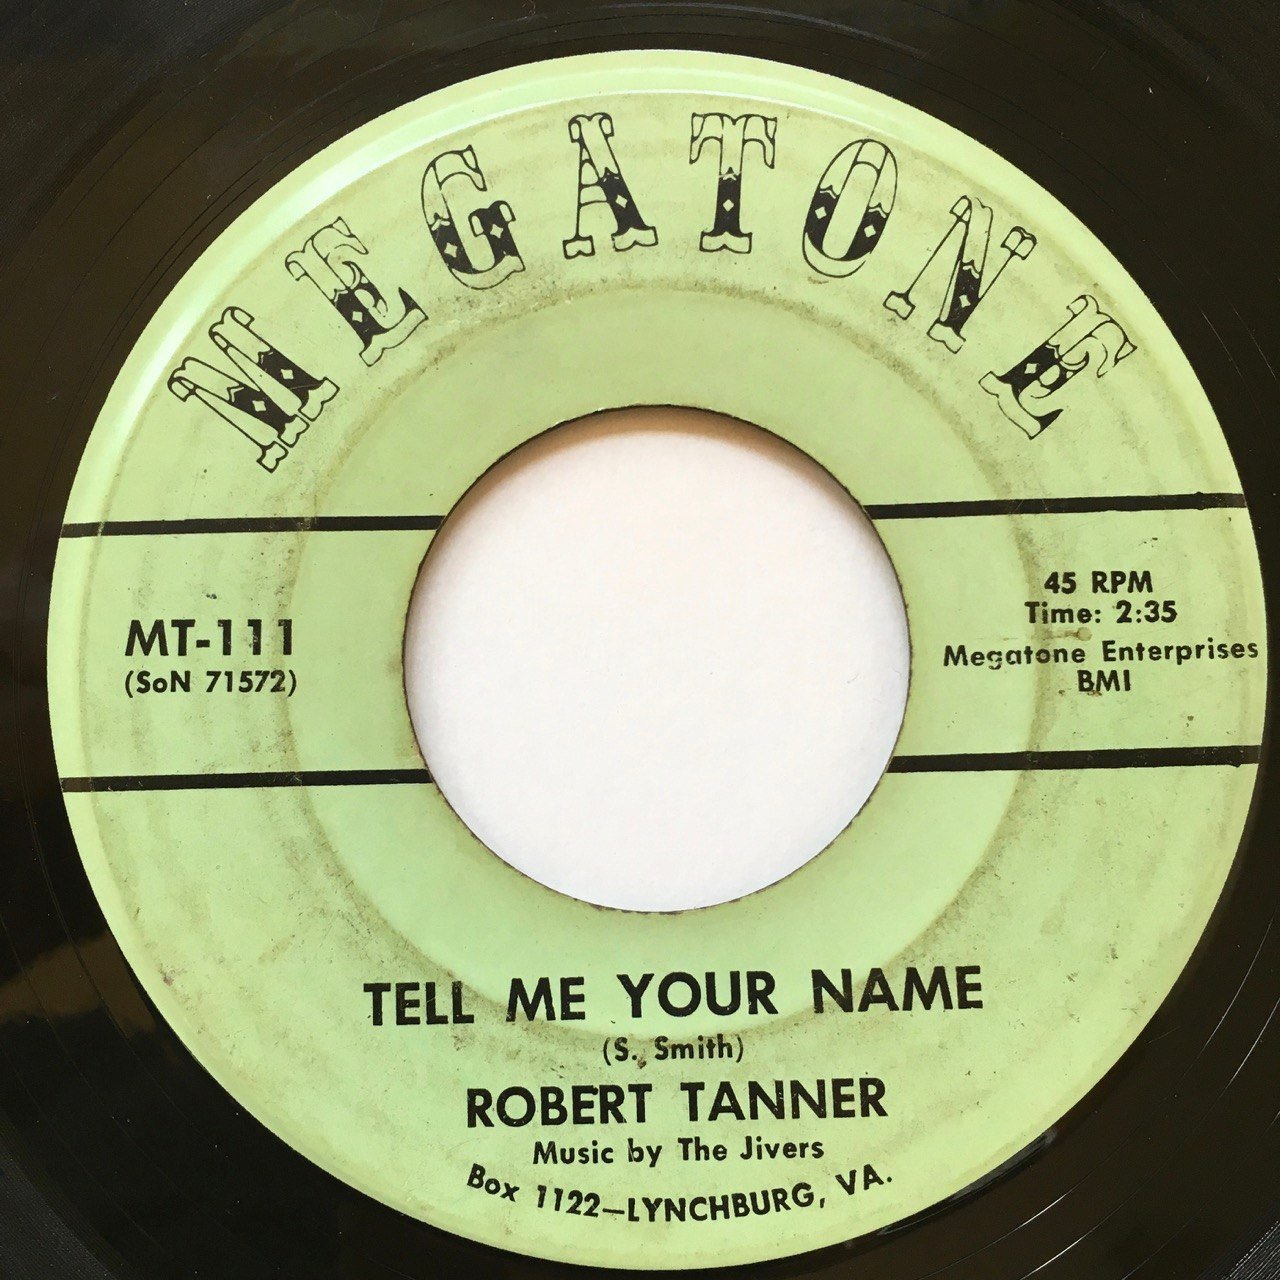 MEGATONE
MT-111
(SoN 71572)
45 RPM
Time: 2:35
Megatone Enterprises
BMI
TELL ME YOUR NAME
(S. Smith)
ROBERT TANNER
Music by The Jivers
Box 1122—LYNCHBURG, VA.